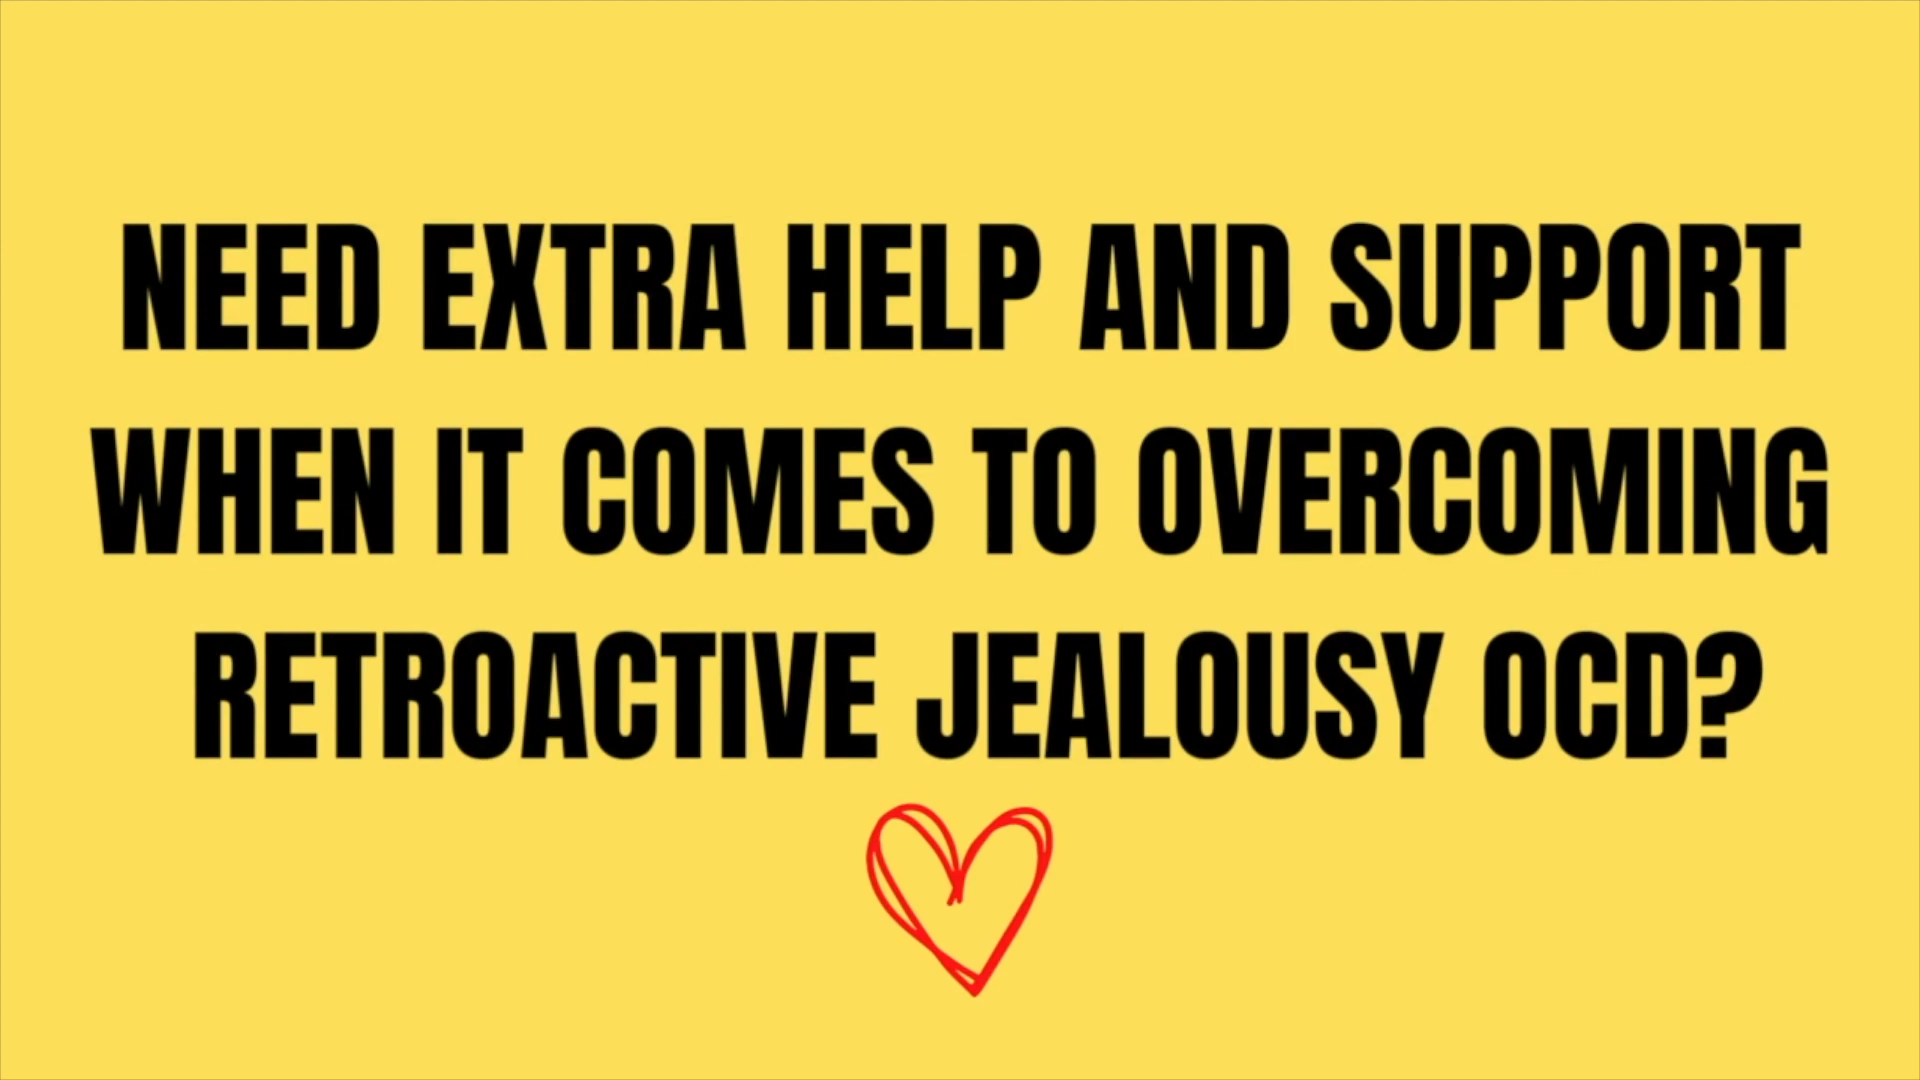 NEED EXTRA HELP AND SUPPORT
WHEN IT COMES TO OVERCOMING
RETROACTIVE JEALOUSY OCD?